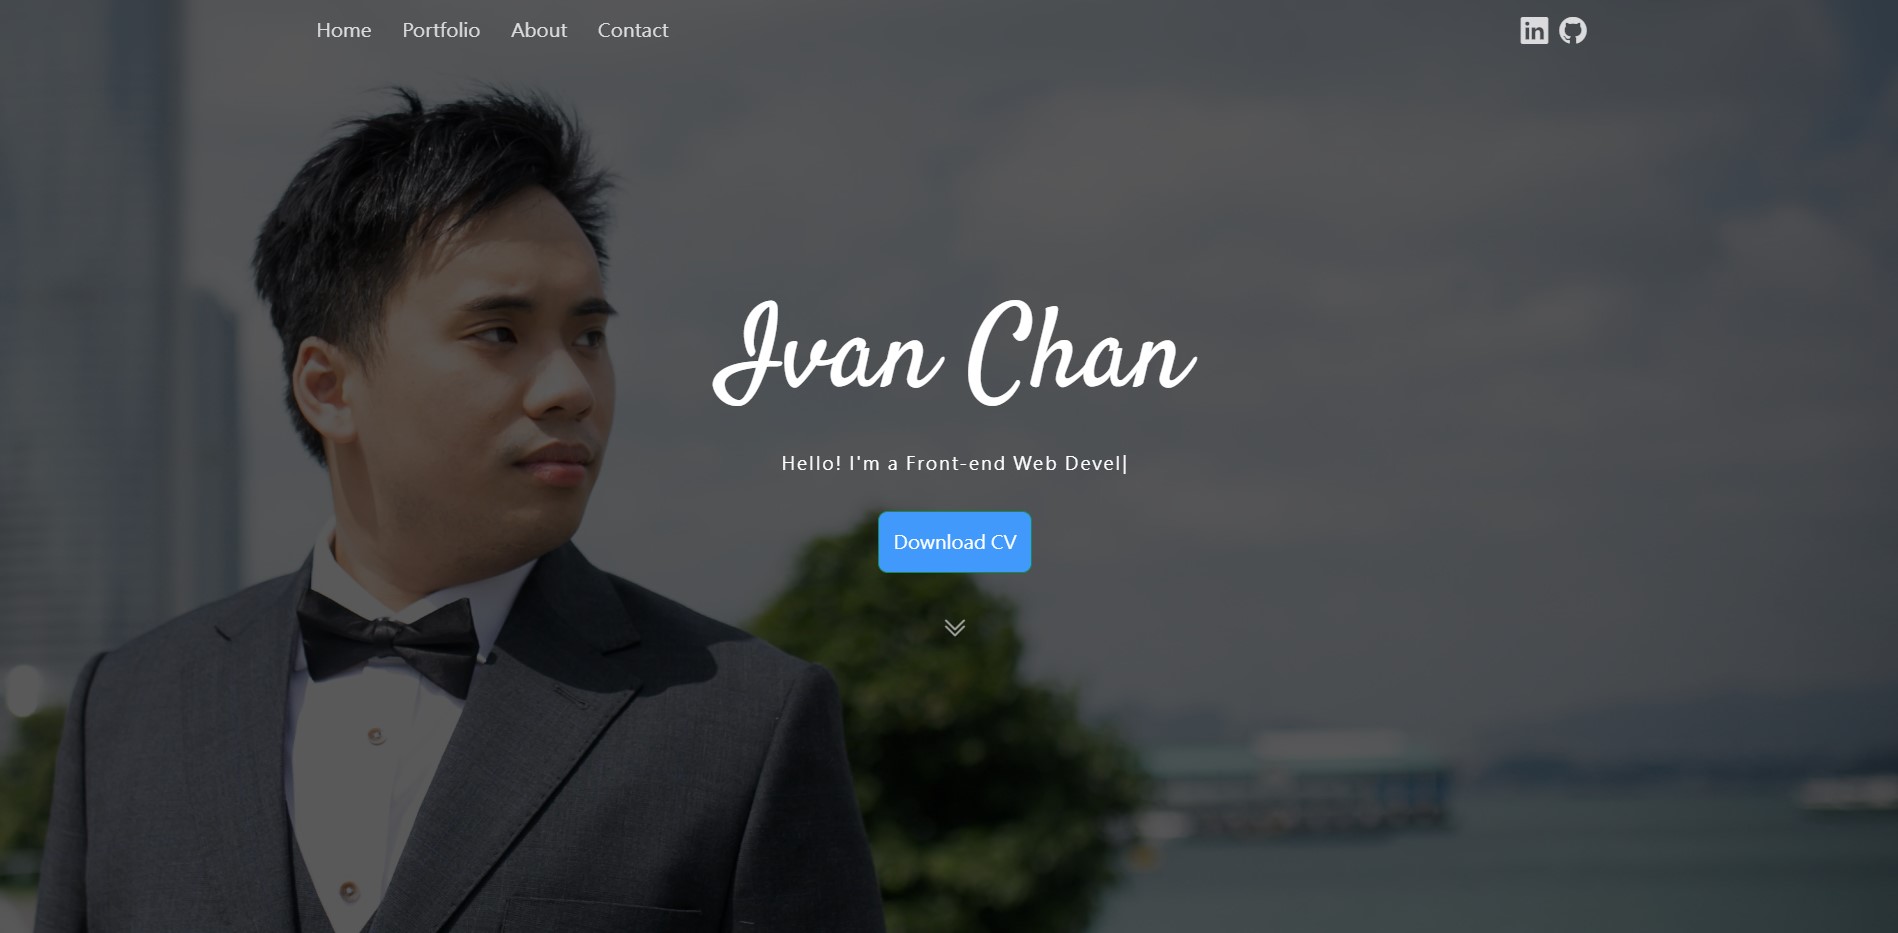 Home Portfolio About Contact in
Ivan Chan
Hello! I'm a Front-end Web Devel|
Download CV